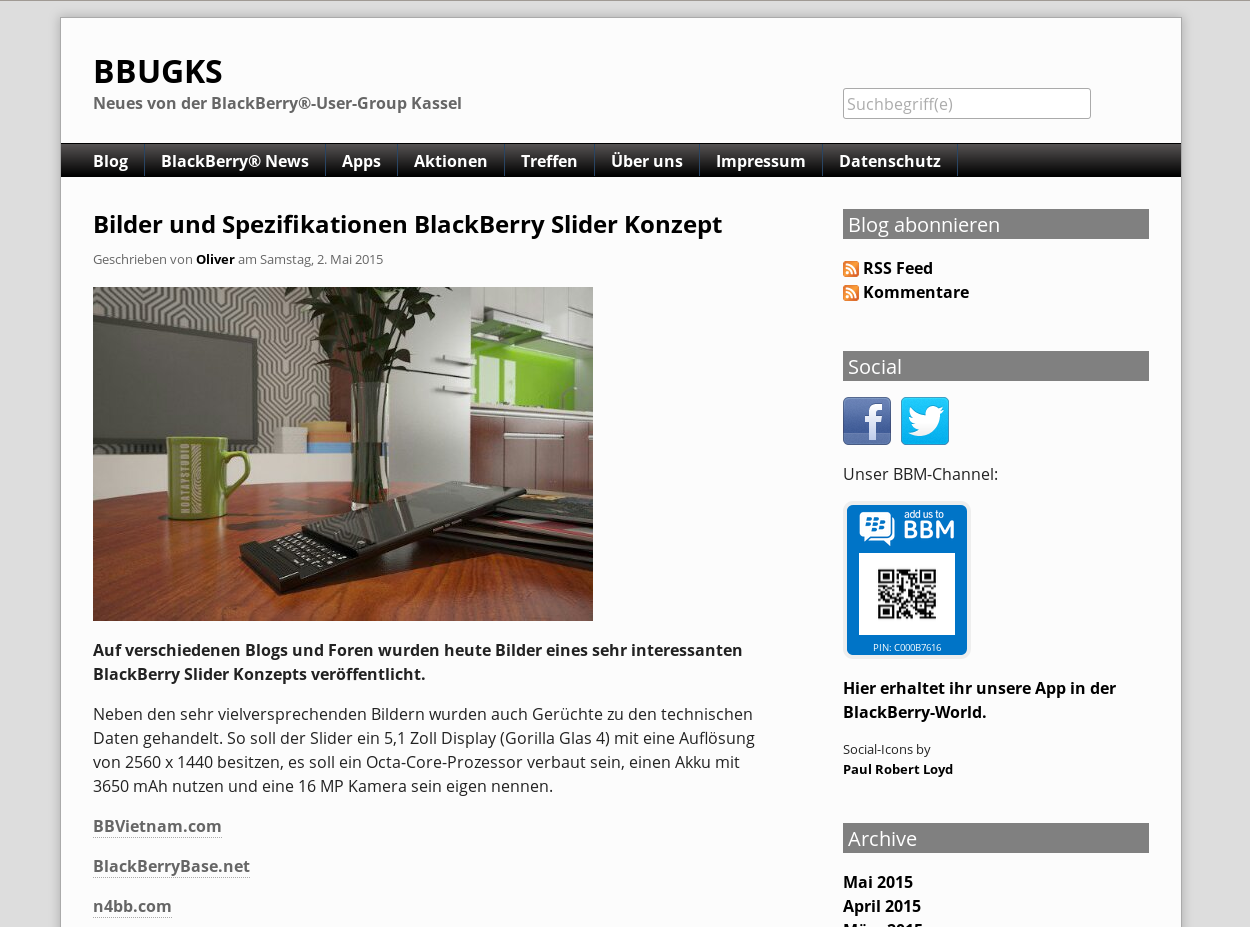 BBUGKS
Neues von der BlackBerry®-User-Group Kassel
Suchbegriff(e)
Blog BlackBerry® News Apps Aktionen Treffen Über uns Impressum Datenschutz
Bilder und Spezifikationen BlackBerry Slider Konzept
Geschrieben von Oliver am Samstag, 2. Mai 2015
Auf verschiedenen Blogs und Foren wurden heute Bilder eines sehr interessanten
BlackBerry Slider Konzepts veröffentlicht.
Neben den sehr vielversprechenden Bildern wurden auch Gerüchte zu den technischen
Daten gehandelt. So soll der Slider ein 5,1 Zoll Display (Gorilla Glas 4) mit eine Auflösung
von 2560 x 1440 besitzen, es soll ein Octa-Core-Prozessor verbaut sein, einen Akku mit
3650 mAh nutzen und eine 16 MP Kamera sein eigen nennen.
BBVietnam.com
BlackBerryBase.net
n4bb.com
Blog abonnieren
RSS Feed
Kommentare
Social
Unser BBM-Channel:
add us to
BBM
PIN: C000B7616
Hier erhaltet ihr unsere App in der
BlackBerry-World.
Social-Icons by
Paul Robert Loyd
Archive
Mai 2015
April 2015
März 2015